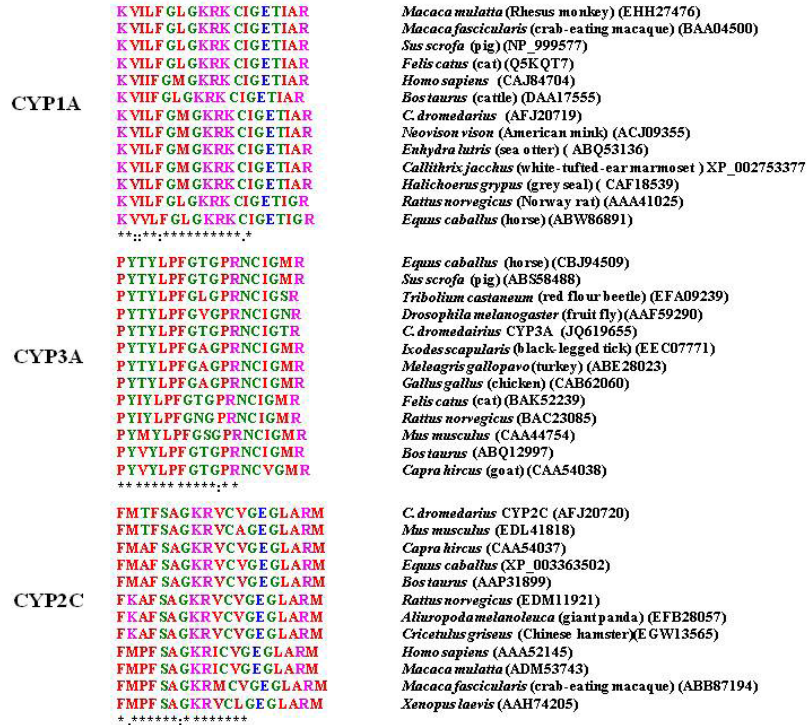 KVILFGLGKRKCIGETIAR Macaca mulatta (Rhesus monkey) (EHH27476)
KVILFGLGKRKCIGETIAR Macaca fascicularis (crab-eating macaque) (BAA04500)
KVILFGLGKRKCIGETIAR Sus scrofa (pig) (NP_999577)
KVILFGLGKRKCIGETIAR Felis catus (cat) (Q5KQT7)
KVIIFGMGKRKCIGETIAR Homo sapiens (CAJ84704)
CYP1A KVIIFGLGKRKCIGETIAR Bos taurus (cattle) (DAA17555)
KVILFGMGKRKCIGETIAR C. dromedarius (AFJ20719)
KVILFGMGKRKCIGETIAR Neovison vison (American mink) (ACJ09355)
KVILFGLGKRKCIGETIAR Enhydra lutris (sea otter) ( ABQ53136)
KVILFGMGKRKCIGETIAR Callithrix jacchus (white-tufted-ear marmoset ) XP_002753377
KVILFGMGKRKCIGETIAR Halichoerus grypus (grey seal) ( CAF18539)
KVILFGLGKRKCIGETIGR Rattus norvegicus (Norway rat) (AAA41025)
KVVLFGLGKRKCIGETIGR Equus caballus (horse) (ABW86891)
**::**:***********.*
PYTYLPFGTGPRNCIGMR Equus caballus (horse) (CBJ94509)
PYTYLPFGTGPRNCIGMR Sus scrofa (pig) (ABS58488)
PYTYLPFGLGPRNCIGSR Tribolium castaneum (red flour beetle) (EFA09239)
PYTYLPFGVGPRNCIGNR Drosophila melanogaster (fruit fly)(AAF59290)
PYTYLPFGTGPRNCIGTR C. dromedairius CYP3A (JQ619655)
CYP3A PYTYLPFGAGPRNCIGMR Ixodes scapularis (black-legged tick) (EEC07771)
PYTYLPFGAGPRNCIGMR Meleagris gallopavo (turkey) (ABE28023)
PYTYLPFGAGPRNCIGMR Gallus gallus (chicken) (CAB62060)
PYIYLPFGTGPRNCIGMR Felis catus (cat) (BAK52239)
PYIYLPFGNGPRNCIGMR Rattus norvegicus (BAC23085)
PYMYLPFGSGPRNCIGMR Mus musculus (CAA44754)
PYVYLPFGTGPRNCIGMR Bos taurus (ABQ12997)
PYVYLPFGTGPRNCVGMR Capra hircus (goat) (CAA54038)
** ***** *****:* *
FMTFSAGKRVCVGEGLARM C. dromedarius CYP2C (AFJ20720)
FMTFSAGKRVCAGEGLARM Mus musculus (EDL41818)
FMAFSAGKRVCVGEGLARM Capra hircus (CAA54037)
FMAFSAGKRVCVGEGLARM Equus caballus (XP_003363502)
FMAFSAGKRVCVGEGLARM Bos taurus (AAP31899)
CYP2C FKAFSAGKRVCVGEGLARM Rattus norvegicus (EDM11921)
FKAFSAGKRVCVGEGLARM Ailuropoda melanoleuca (giant panda) (EFB28057)
FKAFSAGKRVCVGEGLARM Cricetulus griseus (Chinese hamster)(EGW13565)
FMPFSAGKRICVGEGLARM Homo sapiens (AAA52145)
FMPFSAGKRICVGEGLARM Macaca mulatta (ADM53743)
FMPFSAGKRMCVGEGLARM Macaca fascicularis (crab-eating macaque) (ABB87194)
FMPFSAGKRVCLGEGLARM Xenopus laevis (AAH74205)